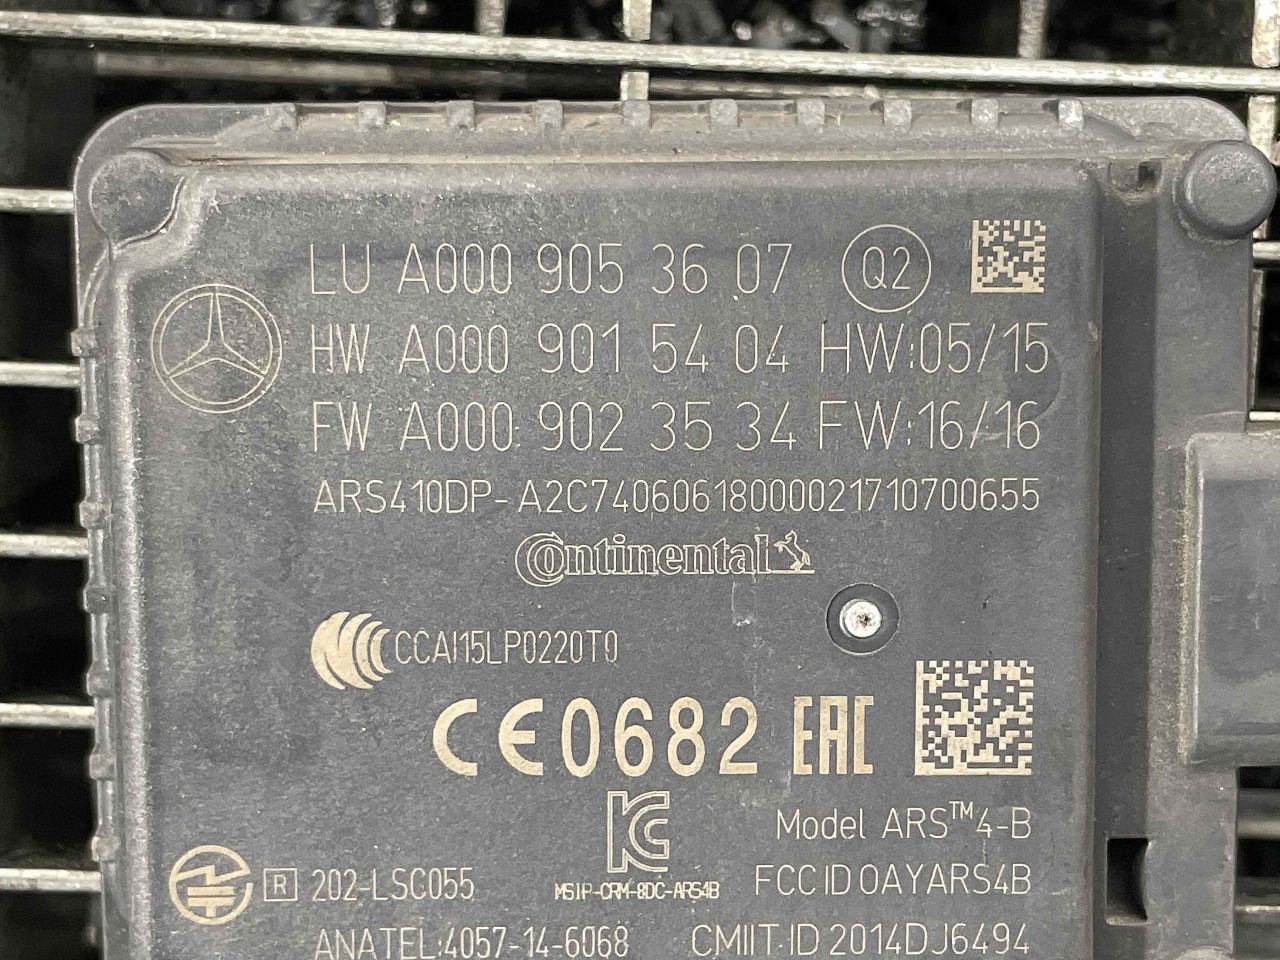 LU A000 905 36 07 Q2
HW A000 901 54 04 HW:05/15
FW A000 902 35 34 FW:16/16
ARS410DP-A2C74060618000021710700655
Continental
CCAI15LP0220T0
CE0682 EAC
KC
Model ARS™4-B
R 202-LSC055
MSIP-CRM-8DC-ARS4B
FCC ID OAYARS4B
ANATEL:4057-14-6068
CMIIT ID 2014DJ6494